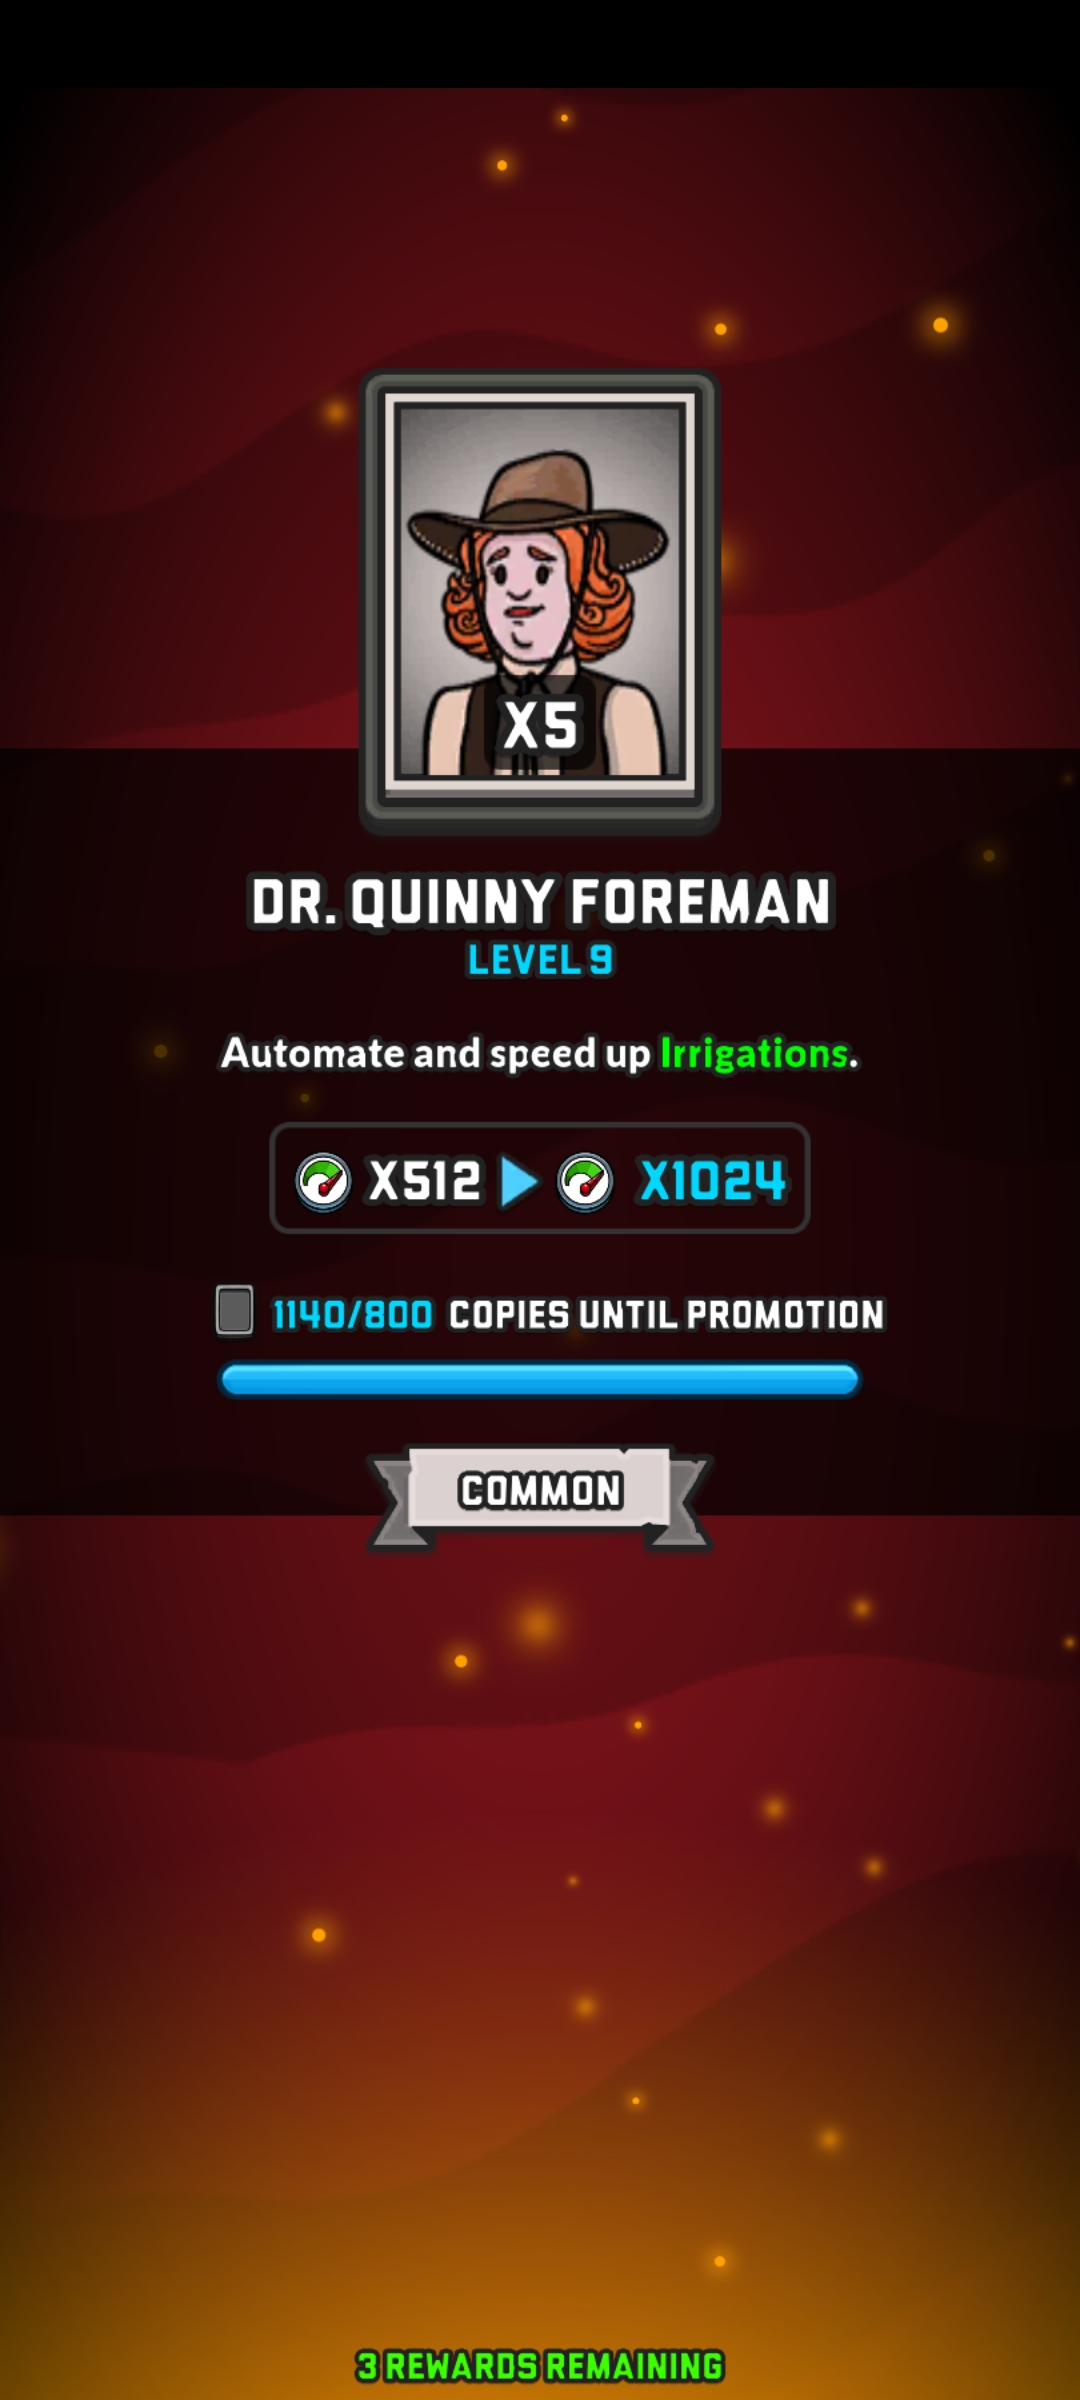 X5
DR. QUINNY FOREMAN
LEVEL 9
Automate and speed up Irrigations.
X512 X1024
1140/800 COPIES UNTIL PROMOTION
COMMON
3 REWARDS REMAINING